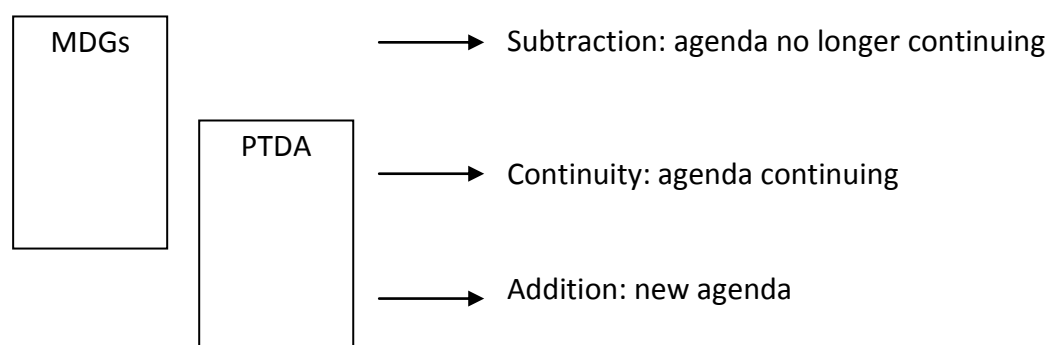 MDGs
Subtraction: agenda no longer continuing
PTDA
Continuity: agenda continuing
Addition: new agenda